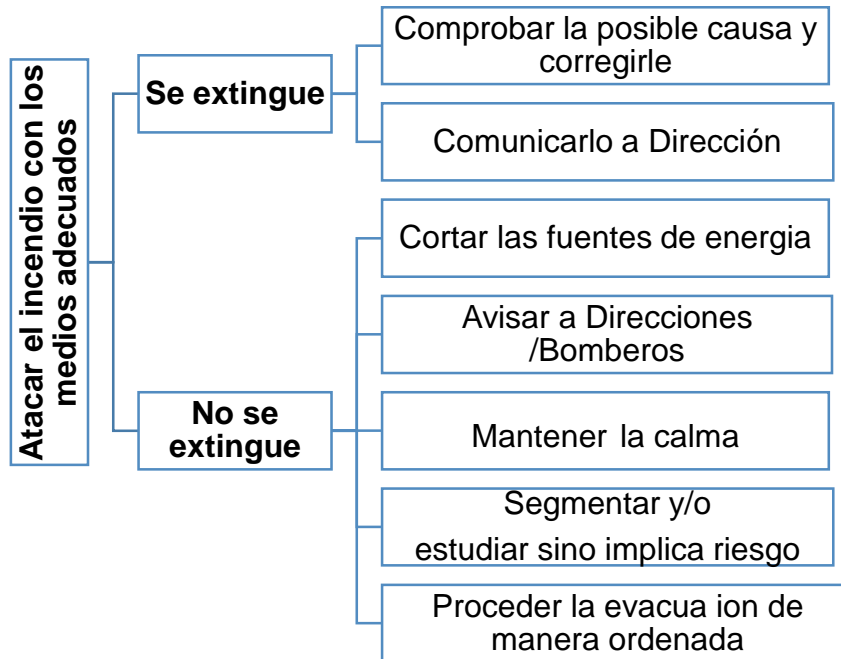 Atacar el incendio con los
medios adecuados
Se extingue
Comprobar la posible causa y
corregirle
Comunicarlo a Dirección
No se
extingue
Cortar las fuentes de energia
Avisar a Direcciones
/Bomberos
Mantener la calma
Segmentar y/o
estudiar sino implica riesgo
Proceder la evacua ion de
manera ordenada